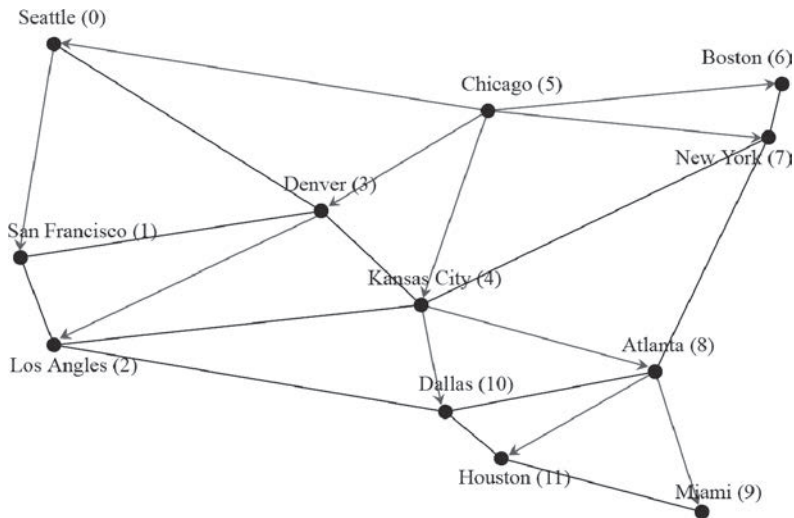 Seattle (0)
Boston (6)
Chicago (5)
New York (7)
Denver (3)
San Francisco (1)
Kansas City (4)
Los Angles (2)
Atlanta (8)
Dallas (10)
Houston (11)
Miami (9)